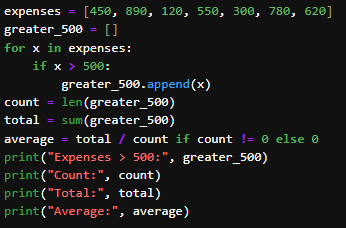 expenses = [450, 890, 120, 550, 300, 780, 620]
greater_500 = []
for x in expenses:
    if x > 500:
        greater_500.append(x)
count = len(greater_500)
total = sum(greater_500)
average = total / count if count != 0 else 0
print("Expenses > 500:", greater_500)
print("Count:", count)
print("Total:", total)
print("Average:", average)